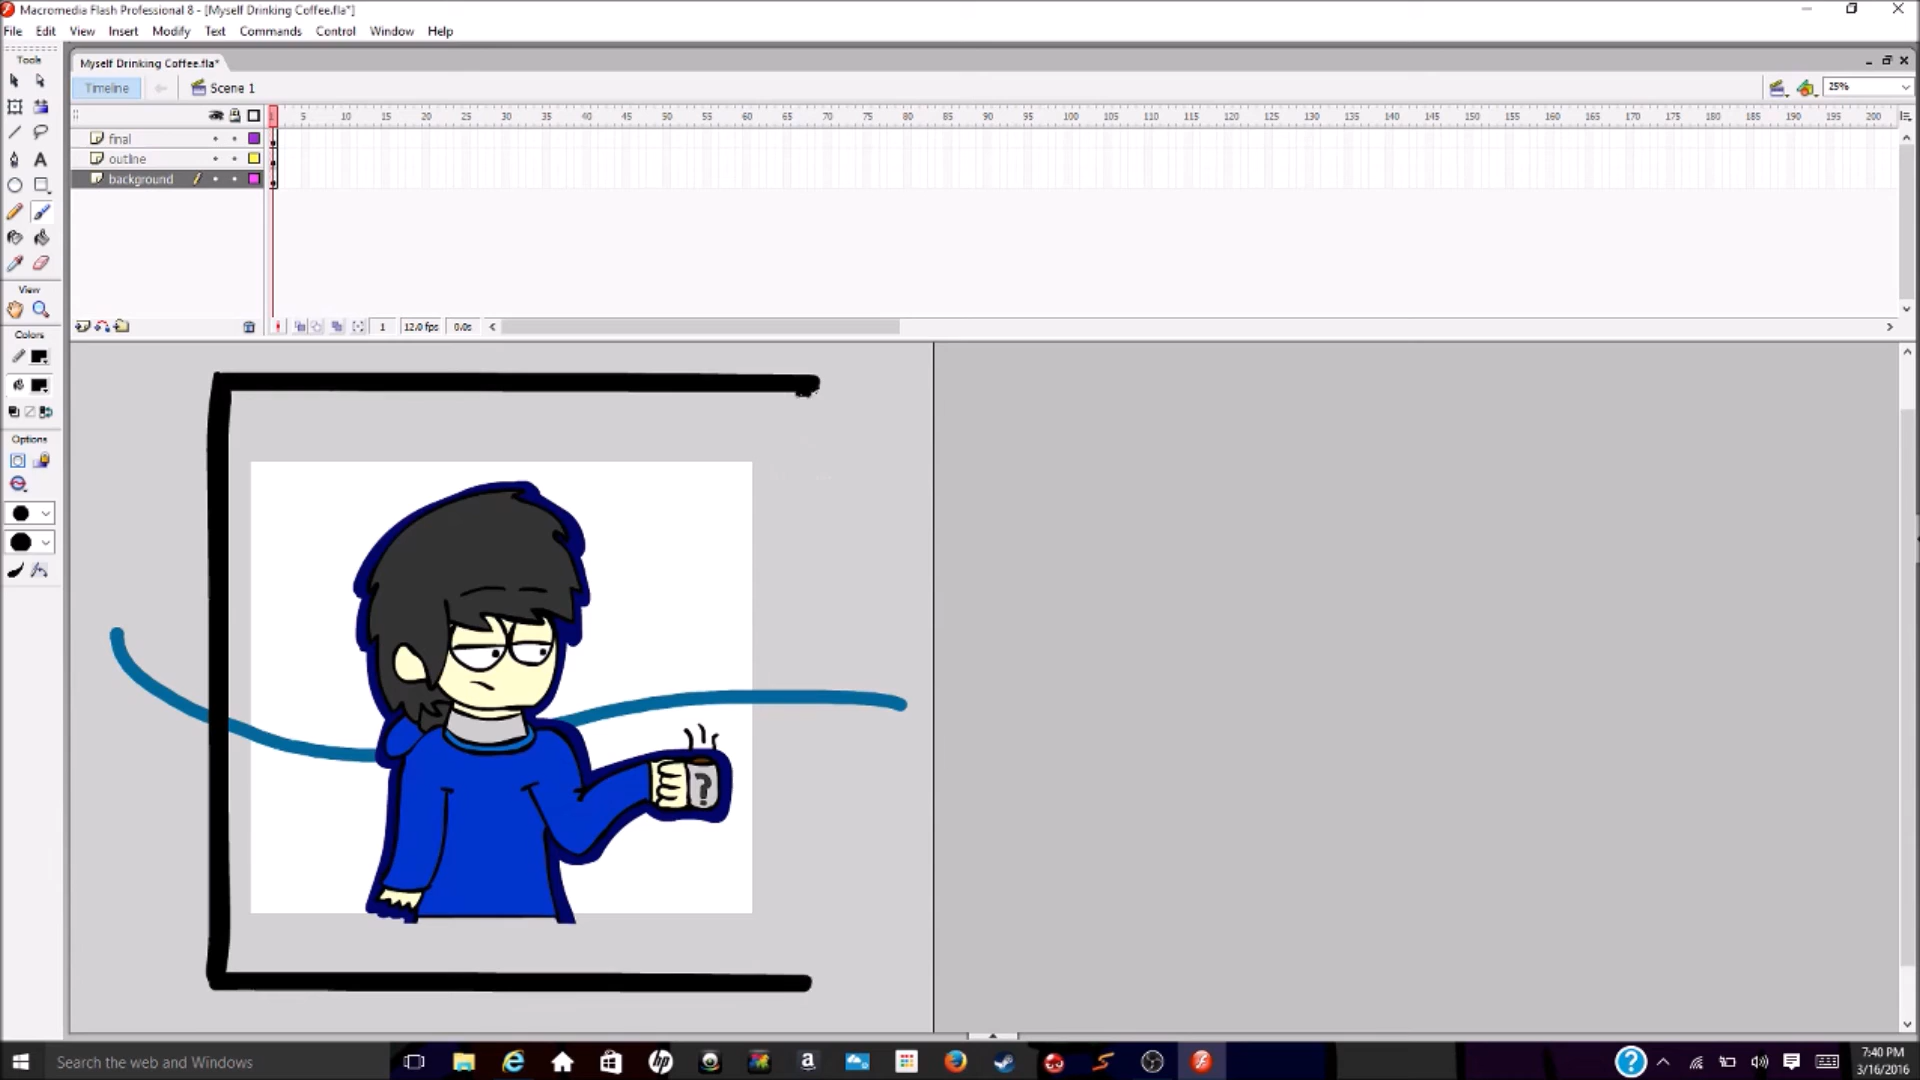 Macromedia Flash Professional 8 - [Myself Drinking Coffee.fla*]
File Edit View Insert Modify Text Commands Control Window Help
Tools
Myself Drinking Coffee.fla*
Timeline Scene 1 25%
1 5 10 15 20 25 30 35 40 45 50 55 60 65 70 75 80 85 90 95 100 105 110 115 120 125 130 135 140 145 150 155 160 165 170 175 180 185 190 195 200
final
outline
background
A
View
1 12.0 fps 0.0s
Colors
Options
?
Search the web and Windows
hp
a
?
7:40 PM
3/16/2016